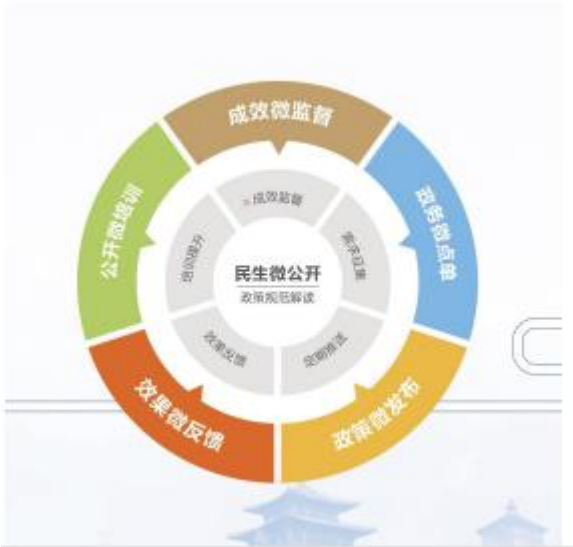 成效微监督
政务微点单
政策微发布
效果微反馈
公开微培训
成效监督
需求征集
定期推送
效果反馈
培训提升
民生微公开
政策规范解读